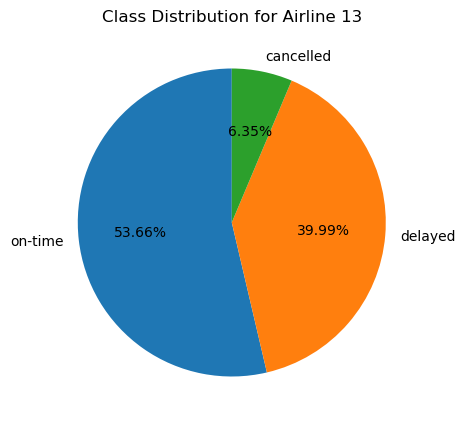 Class Distribution for Airline 13
cancelled
6.35%
on-time
53.66%
39.99%
delayed